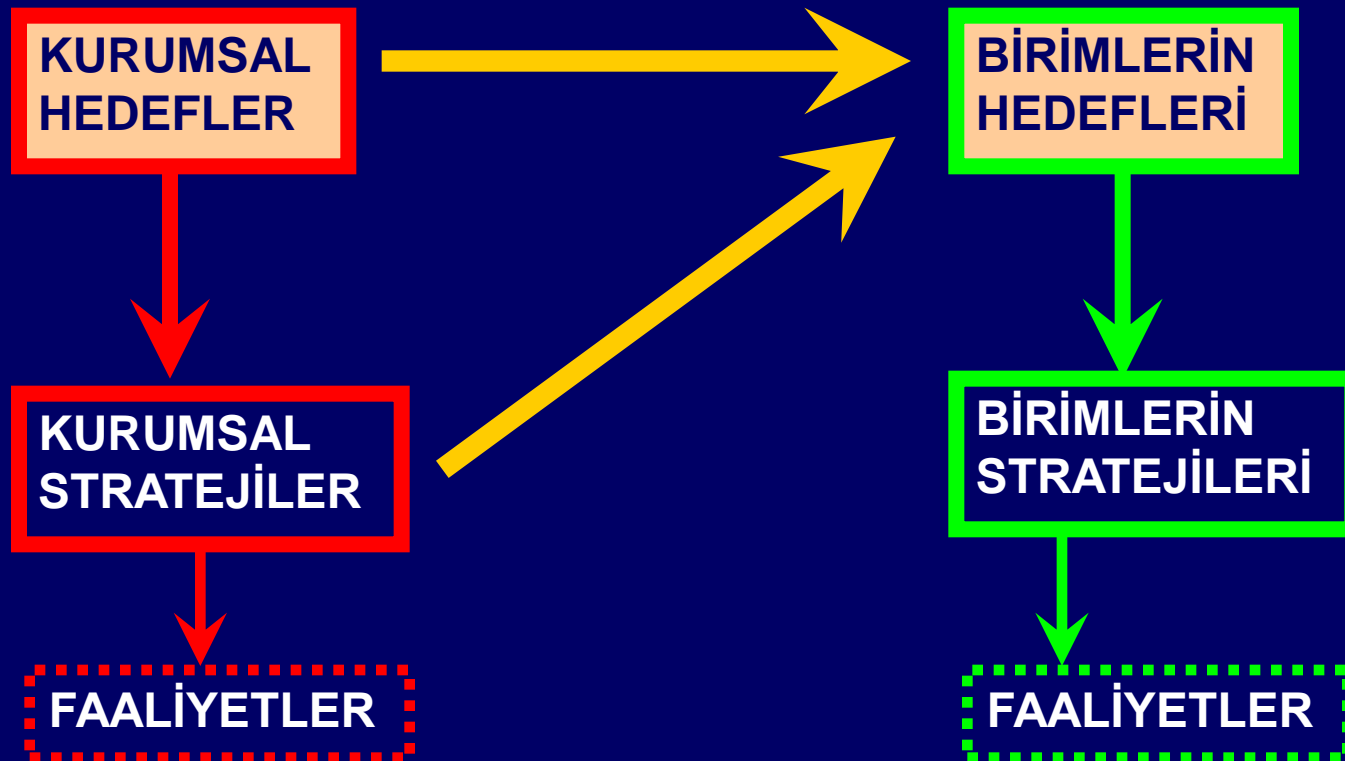 KURUMSAL
HEDEFLER
BİRİMLERİN
HEDEFLERİ
KURUMSAL
STRATEJİLER
BİRİMLERİN
STRATEJİLERİ
FAALİYETLER
FAALİYETLER